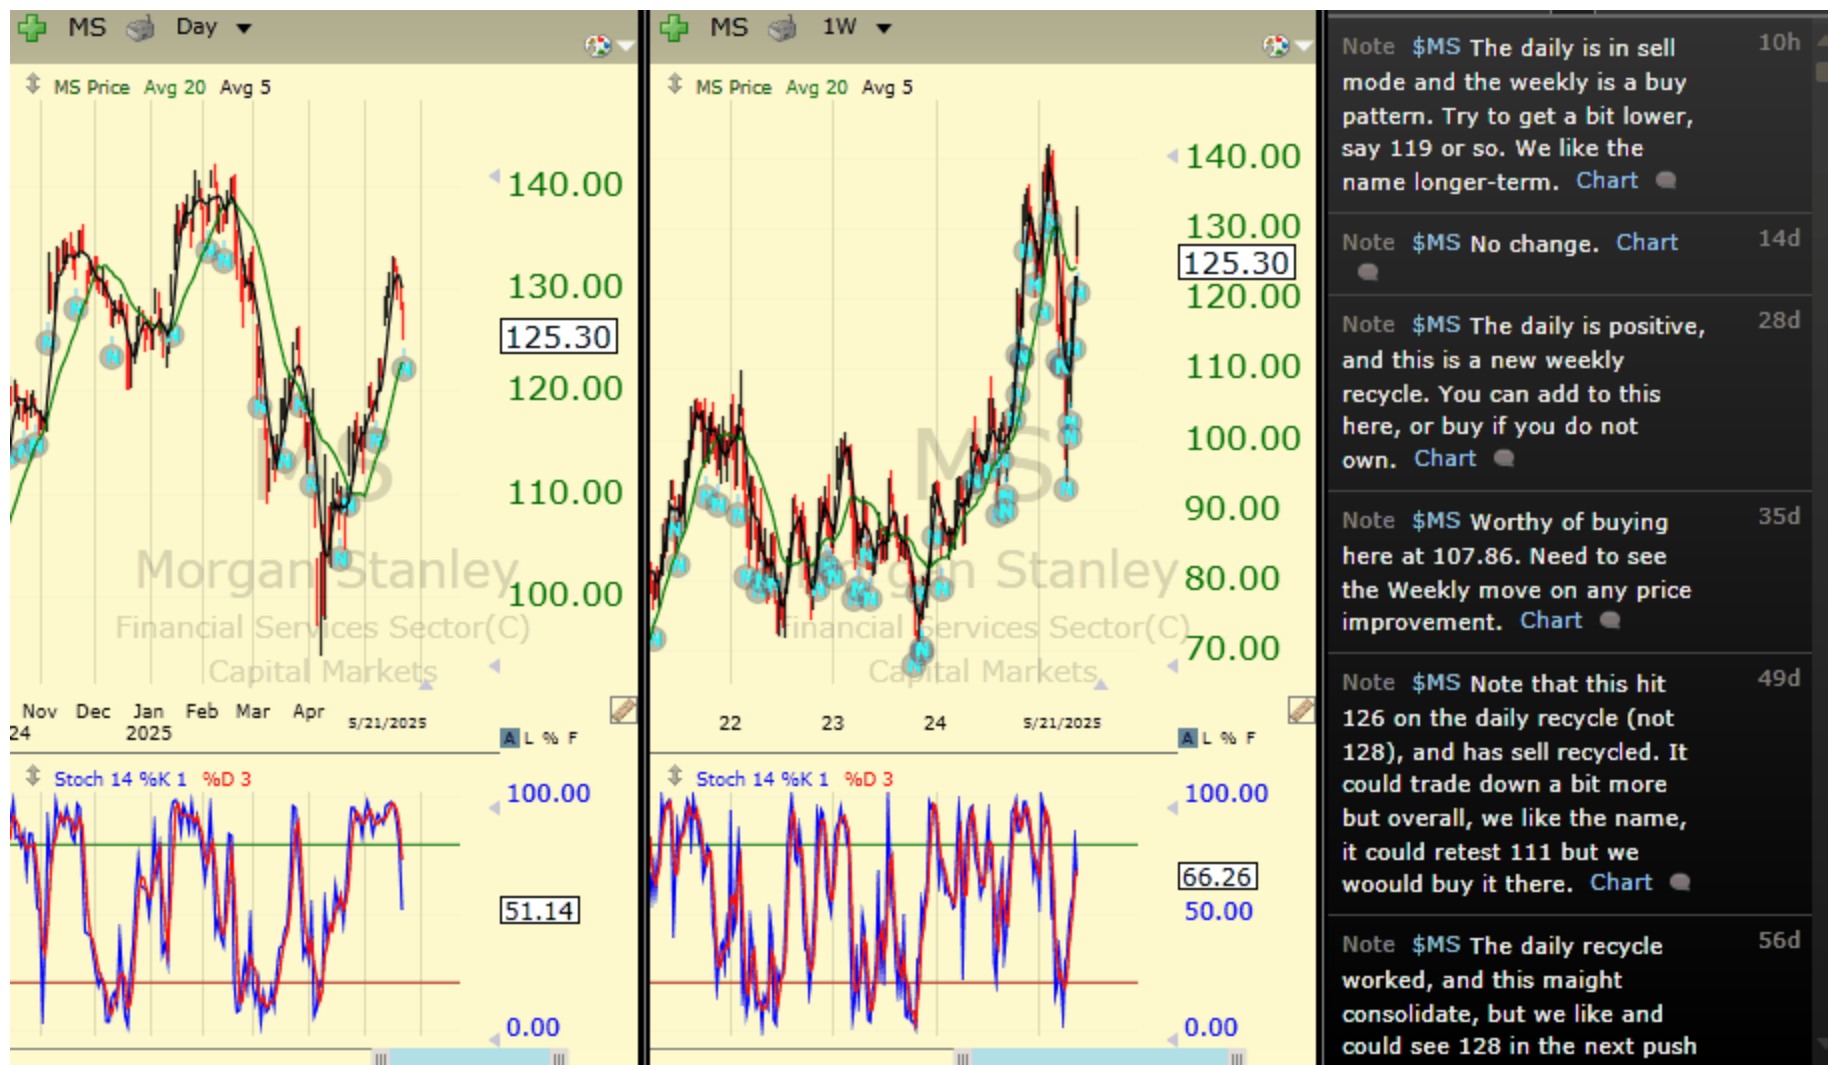 MS Day
MS Price Avg 20 Avg 5
140.00
130.00
125.30
120.00
110.00
100.00
MS
Morgan Stanley
Financial Services Sector(C)
Capital Markets
Nov Dec Jan Feb Mar Apr 5/21/2025
24 2025
A L % F
Stoch 14 %K 1 %D 3
100.00
51.14
0.00
MS 1W
MS Price Avg 20 Avg 5
140.00
130.00
125.30
120.00
110.00
100.00
90.00
80.00
70.00
MS
Morgan Stanley
Financial Services Sector(C)
Capital Markets
22 23 24 5/21/2025
A L % F
Stoch 14 %K 1 %D 3
100.00
66.26
50.00
0.00
Note $MS The daily is in sell 10h
mode and the weekly is a buy
pattern. Try to get a bit lower,
say 119 or so. We like the
name longer-term. Chart
Note $MS No change. Chart 14d
Note $MS The daily is positive, 28d
and this is a new weekly
recycle. You can add to this
here, or buy if you do not
own. Chart
Note $MS Worthy of buying 35d
here at 107.86. Need to see
the Weekly move on any price
improvement. Chart
Note $MS Note that this hit 49d
126 on the daily recycle (not
128), and has sell recycled. It
could trade down a bit more
but overall, we like the name,
it could retest 111 but we
woould buy it there. Chart
Note $MS The daily recycle 56d
worked, and this maight
consolidate, but we like and
could see 128 in the next push